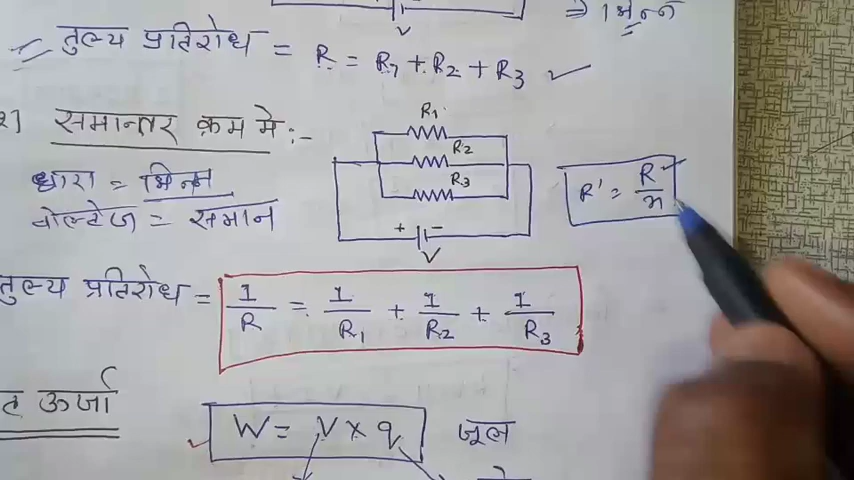 ⇒ भिन्न
तुल्य प्रतिरोध = R = R₁ + R₂ + R₃
2) समान्तर क्रम मे :-
R₁
R₂
R₃
+ -
V
धारा = भिन्न
वोल्टेज = समान
R' = R/n
तुल्य प्रतिरोध = 1/R = 1/R₁ + 1/R₂ + 1/R₃
ऊर्जा
W = V × q जूल